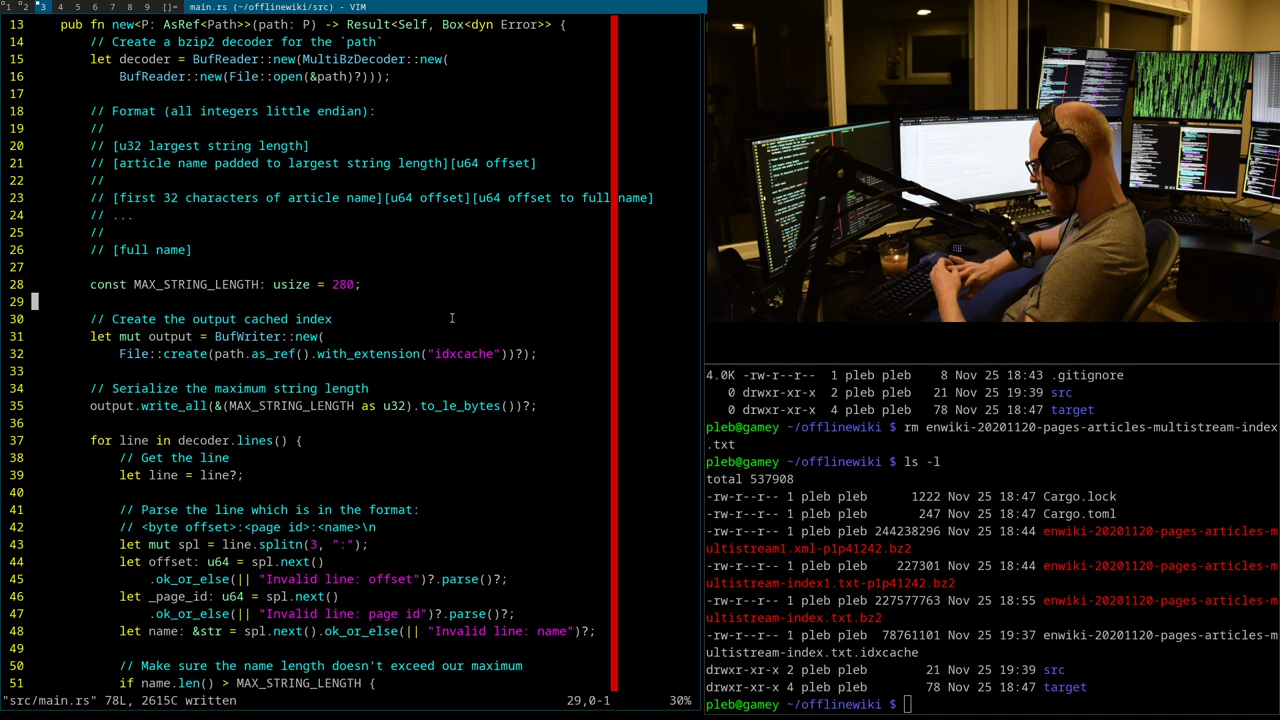 1 2 3 4 5 6 7 8 9 []= main.rs (~/offlinewiki/src) - VIM
13 pub fn new<P: AsRef<Path>>(path: P) -> Result<Self, Box<dyn Error>> {
14 // Create a bzip2 decoder for the `path`
15 let decoder = BufReader::new(MultiBzDecoder::new(
16 BufReader::new(File::open(&path)?)));
17
18 // Format (all integers little endian):
19 //
20 // [u32 largest string length]
21 // [article name padded to largest string length][u64 offset]
22 //
23 // [first 32 characters of article name][u64 offset][u64 offset to full name]
24 // ...
25 //
26 // [full name]
27
28 const MAX_STRING_LENGTH: usize = 280;
29
30 // Create the output cached index
31 let mut output = BufWriter::new(
32 File::create(path.as_ref().with_extension("idxcache"))?);
33
34 // Serialize the maximum string length
35 output.write_all(&(MAX_STRING_LENGTH as u32).to_le_bytes())?;
36
37 for line in decoder.lines() {
38 // Get the line
39 let line = line?;
40
41 // Parse the line which is in the format:
42 // <byte offset>:<page id>:<name>\n
43 let mut spl = line.splitn(3, ":");
44 let offset: u64 = spl.next()
45 .ok_or_else(|| "Invalid line: offset")?.parse()?;
46 let _page_id: u64 = spl.next()
47 .ok_or_else(|| "Invalid line: page id")?.parse()?;
48 let name: &str = spl.next().ok_or_else(|| "Invalid line: name")?;
49
50 // Make sure the name length doesn't exceed our maximum
51 if name.len() > MAX_STRING_LENGTH {
"src/main.rs" 78L, 2615C written 29,0-1 30%
4.0K -rw-r--r-- 1 pleb pleb 8 Nov 25 18:43 .gitignore
0 drwxr-xr-x 2 pleb pleb 21 Nov 25 19:39 src
0 drwxr-xr-x 4 pleb pleb 78 Nov 25 18:47 target
pleb@gamey ~/offlinewiki $ rm enwiki-20201120-pages-articles-multistream-index
.txt
pleb@gamey ~/offlinewiki $ ls -l
total 537908
-rw-r--r-- 1 pleb pleb 1222 Nov 25 18:47 Cargo.lock
-rw-r--r-- 1 pleb pleb 247 Nov 25 18:47 Cargo.toml
-rw-r--r-- 1 pleb pleb 244238296 Nov 25 18:44 enwiki-20201120-pages-articles-m
ultistream1.xml-p1p41242.bz2
-rw-r--r-- 1 pleb pleb 227301 Nov 25 18:44 enwiki-20201120-pages-articles-m
ultistream-index1.txt-p1p41242.bz2
-rw-r--r-- 1 pleb pleb 227577763 Nov 25 18:55 enwiki-20201120-pages-articles-m
ultistream-index.txt.bz2
-rw-r--r-- 1 pleb pleb 78761101 Nov 25 19:37 enwiki-20201120-pages-articles-m
ultistream-index.txt.idxcache
drwxr-xr-x 2 pleb pleb 21 Nov 25 19:39 src
drwxr-xr-x 4 pleb pleb 78 Nov 25 18:47 target
pleb@gamey ~/offlinewiki $